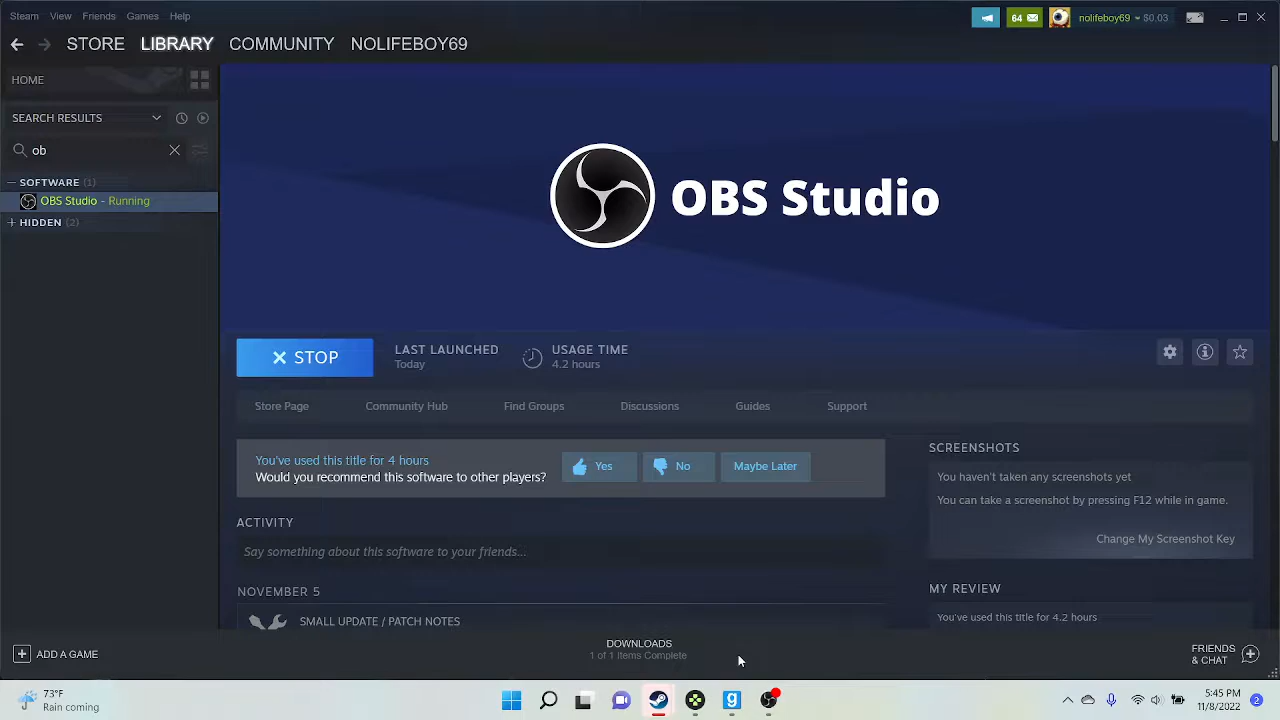 Steam View Friends Games Help
64
nolifeboy69 $0.03
STORE LIBRARY COMMUNITY NOLIFEBOY69
HOME
SEARCH RESULTS
ob
SOFTWARE (1)
OBS Studio - Running
HIDDEN (2)
OBS Studio
STOP
LAST LAUNCHED
Today
USAGE TIME
4.2 hours
Store Page Community Hub Find Groups Discussions Guides Support
You've used this title for 4 hours
Would you recommend this software to other players?
Yes No Maybe Later
SCREENSHOTS
You haven't taken any screenshots yet
You can take a screenshot by pressing F12 while in game.
Change My Screenshot Key
ACTIVITY
Say something about this software to your friends...
NOVEMBER 5
SMALL UPDATE / PATCH NOTES
MY REVIEW
You've used this title for 4.2 hours
ADD A GAME
DOWNLOADS
1 of 1 Items Complete
FRIENDS
& CHAT
73°F
Rain coming
g
5:45 PM
11/8/2022
2